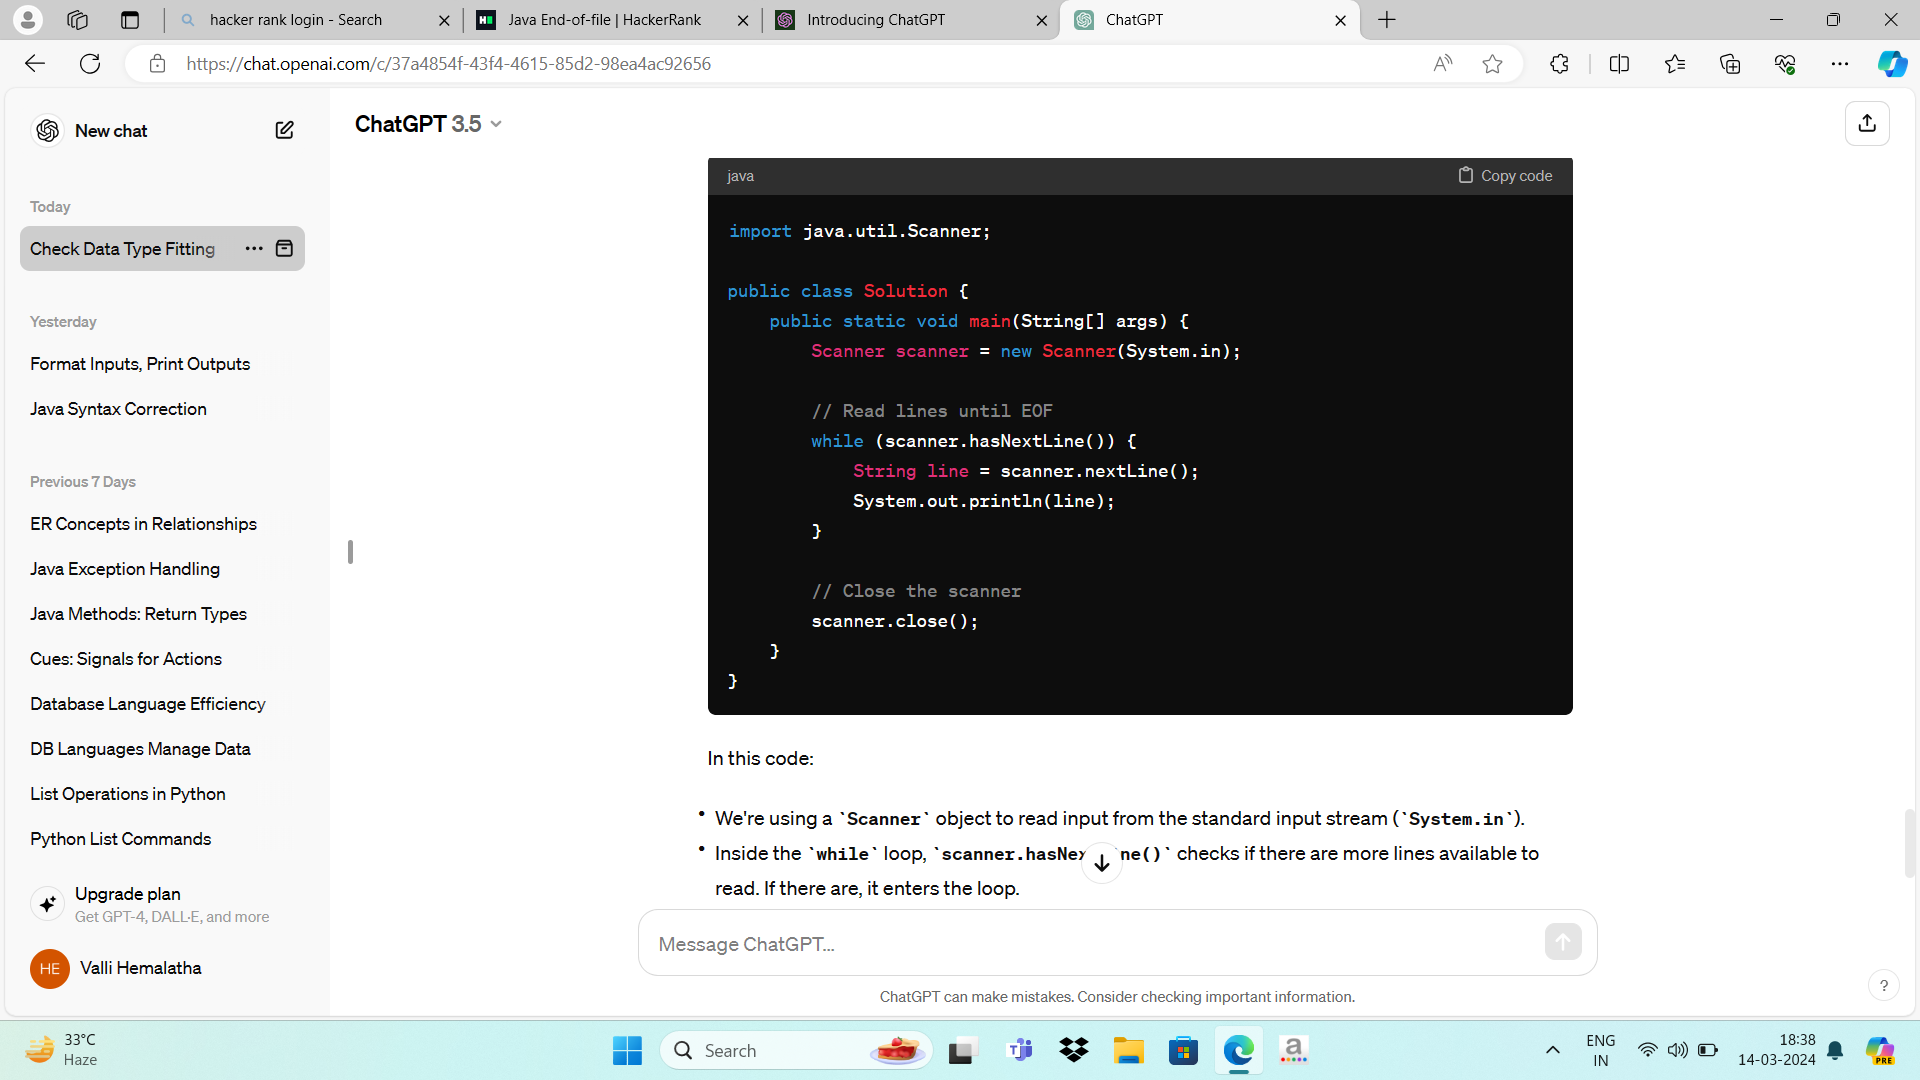 hacker rank login - Search
Java End-of-file | HackerRank
Introducing ChatGPT
ChatGPT
https://chat.openai.com/c/37a4854f-43f4-4615-85d2-98ea4ac92656
New chat
Today
Check Data Type Fitting
Yesterday
Format Inputs, Print Outputs
Java Syntax Correction
Previous 7 Days
ER Concepts in Relationships
Java Exception Handling
Java Methods: Return Types
Cues: Signals for Actions
Database Language Efficiency
DB Languages Manage Data
List Operations in Python
Python List Commands
Upgrade plan
Get GPT-4, DALL·E, and more
HE Valli Hemalatha
ChatGPT 3.5
java
Copy code
import java.util.Scanner;
public class Solution {
public static void main(String[] args) {
Scanner scanner = new Scanner(System.in);
// Read lines until EOF
while (scanner.hasNextLine()) {
String line = scanner.nextLine();
System.out.println(line);
}
// Close the scanner
scanner.close();
}
}
In this code:
• We're using a `Scanner` object to read input from the standard input stream (`System.in`).
• Inside the `while` loop, `scanner.hasNextLine()` checks if there are more lines available to
read. If there are, it enters the loop.
Message ChatGPT...
ChatGPT can make mistakes. Consider checking important information.
?
33°C
Haze
Search
ENG
IN
18:38
14-03-2024
PRE